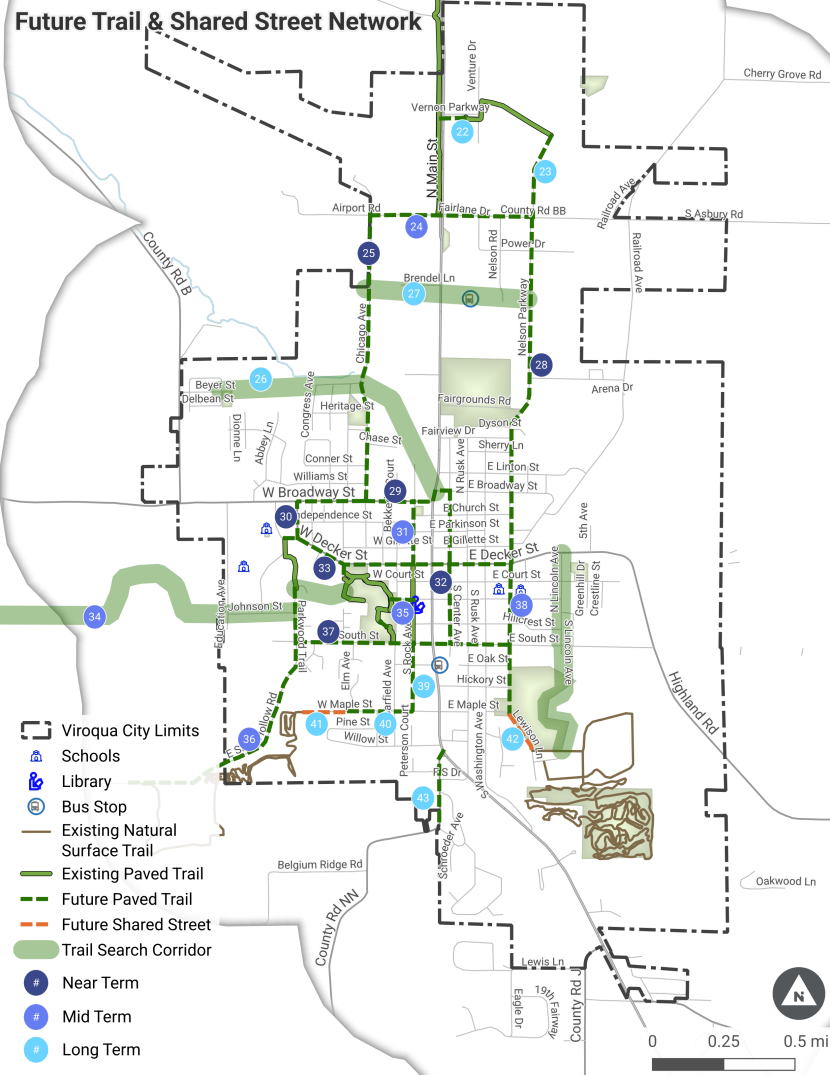 Future Trail & Shared Street Network
Cherry Grove Rd
Venture Dr
Vernon Parkway
22
N Main St
23
Railroad Ave
Airport Rd
Fairlane Dr
County Rd BB
S Asbury Rd
24
County Rd B
25
Nelson Rd
Power Dr
Railroad Ave
Brendel Ln
27
Chicago Ave
Nelson Parkway
28
26
Beyer St
Delbean St
Congress Ave
Arena Dr
Heritage St
Fairgrounds Rd
Dionne Ln
Abbey Ln
Chase St
Dyson St
Fairview Dr
Sherry Ln
Conner St
N Rusk Ave
E Linton St
Williams St
E Broadway St
W Broadway St
29
E Church St
30
ndependence St
31
E Parkinson St
5th Ave
W Decker St
E Gillette St
E Decker St
33
W Court St
32
E Court St
N Lincoln Ave
Greenhill Dr
Crestline St
Education Ave
Johnson St
34
35
S Center Ave
S Rusk Ave
38
Hillcrest St
Parkwood Trail
37
South St
S Rock Ave
E South St
S Lincoln Ave
Elm Ave
E Oak St
Hickory St
39
Highland Rd
W Maple St
E Maple St
41
Pine St
40
Willow St
Peterson Court
Washington Ave
Lewison Ln
42
36
43
Schroeder Ave
Belgium Ridge Rd
County Rd NN
Oakwood Ln
Lewis Ln
Eagle Dr
19th Fairway
County Rd J
Viroqua City Limits
Schools
Library
Bus Stop
Existing Natural
Surface Trail
Existing Paved Trail
Future Paved Trail
Future Shared Street
Trail Search Corridor
# Near Term
# Mid Term
# Long Term
N
0 0.25 0.5 mi